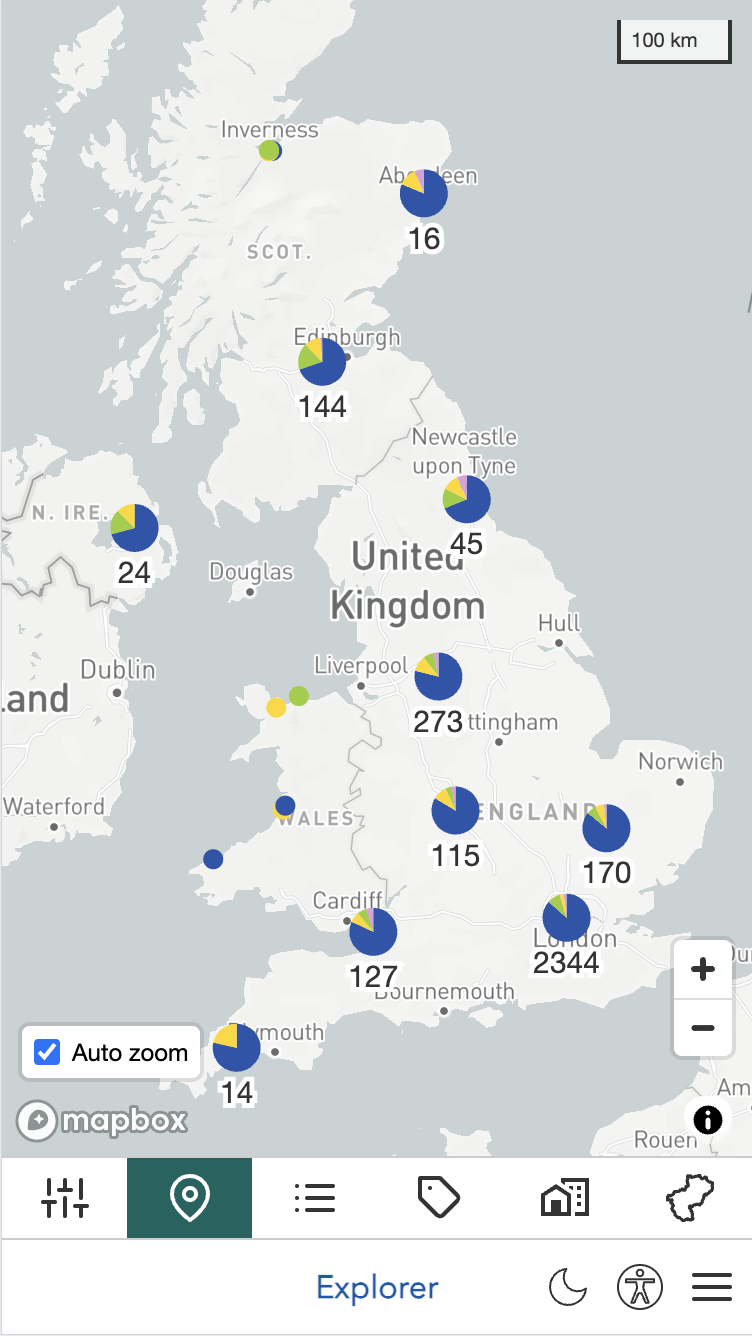 100 km
Inverness
Aberdeen
16
SCOT.
Edinburgh
144
Newcastle
upon Tyne
45
N. IRE.
24
United
Kingdom
Douglas
Hull
Dublin
Liverpool
land
273
ttingham
Norwich
Waterford
WALES
ENGLAND
115
170
Cardiff
127
London
2344
Bournemouth
Du
Auto zoom
ymouth
14
mapbox
Am
Rouen
Explorer